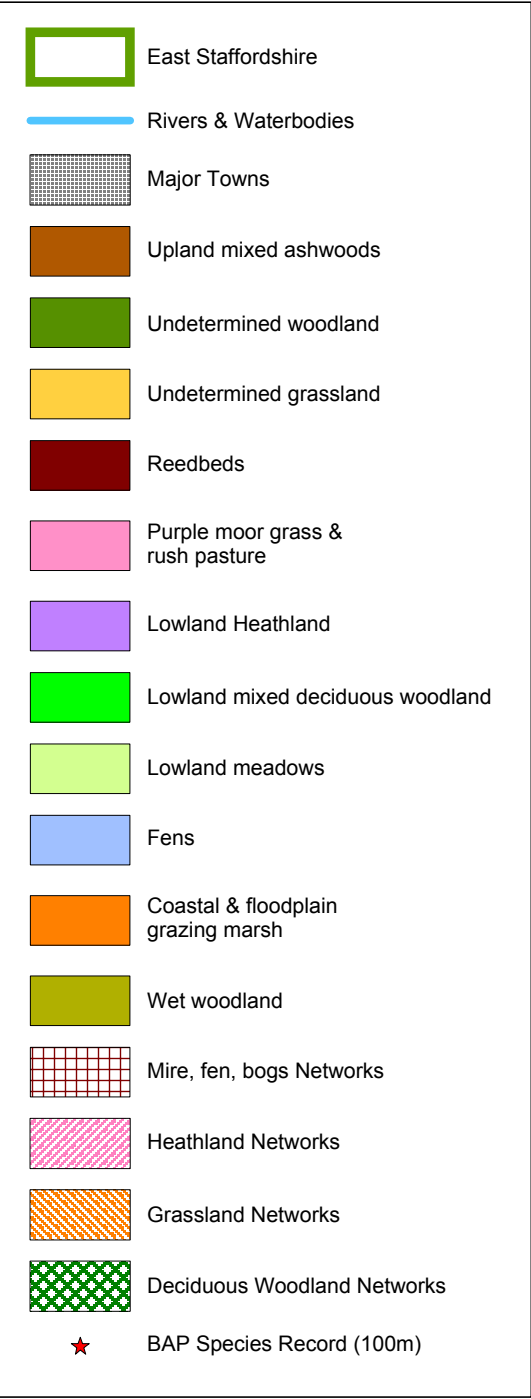 East Staffordshire
Rivers & Waterbodies
Major Towns
Upland mixed ashwoods
Undetermined woodland
Undetermined grassland
Reedbeds
Purple moor grass &
rush pasture
Lowland Heathland
Lowland mixed deciduous woodland
Lowland meadows
Fens
Coastal & floodplain
grazing marsh
Wet woodland
Mire, fen, bogs Networks
Heathland Networks
Grassland Networks
Deciduous Woodland Networks
BAP Species Record (100m)